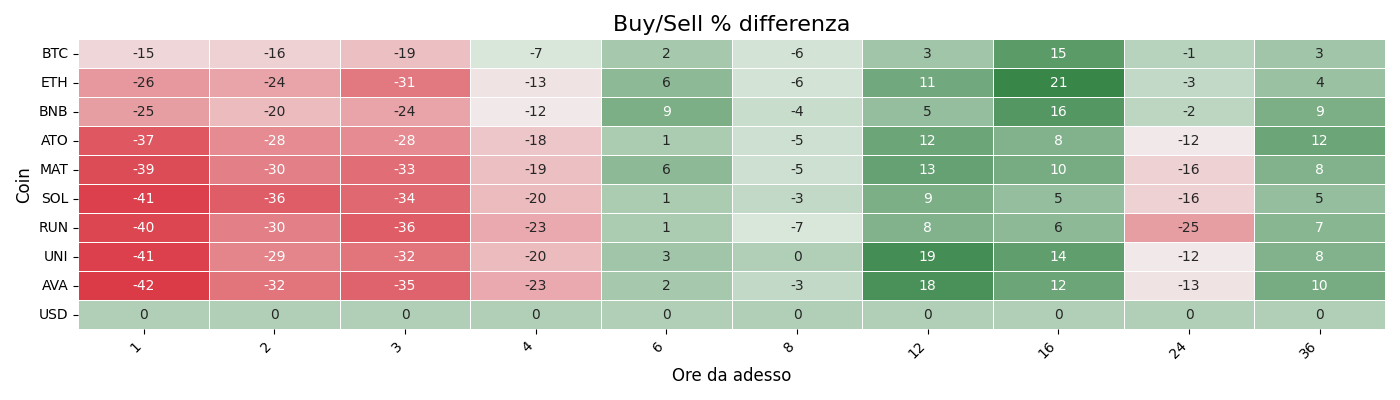 Buy/Sell % differenza
Coin
BTC -15 -16 -19 -7 2 -6 3 15 -1 3
ETH -26 -24 -31 -13 6 -6 11 21 -3 4
BNB -25 -20 -24 -12 9 -4 5 16 -2 9
ATO -37 -28 -28 -18 1 -5 12 8 -12 12
MAT -39 -30 -33 -19 6 -5 13 10 -16 8
SOL -41 -36 -34 -20 1 -3 9 5 -16 5
RUN -40 -30 -36 -23 1 -7 8 6 -25 7
UNI -41 -29 -32 -20 3 0 19 14 -12 8
AVA -42 -32 -35 -23 2 -3 18 12 -13 10
USD 0 0 0 0 0 0 0 0 0 0
1 2 3 4 6 8 12 16 24 36
Ore da adesso